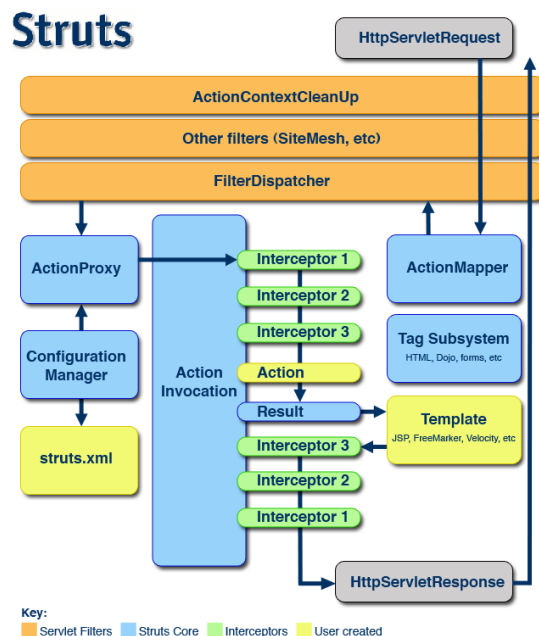 Struts
HttpServletRequest
ActionContextCleanUp
Other filters (SiteMesh, etc)
FilterDispatcher
ActionProxy
Interceptor 1
ActionMapper
Interceptor 2
Interceptor 3
Tag Subsystem
HTML, Dojo, forms, etc
Configuration
Manager
Action
Invocation
Action
Result
Template
JSP, FreeMarker, Velocity, etc
struts.xml
Interceptor 3
Interceptor 2
Interceptor 1
HttpServletResponse
Key:
Servlet Filters
Struts Core
Interceptors
User created